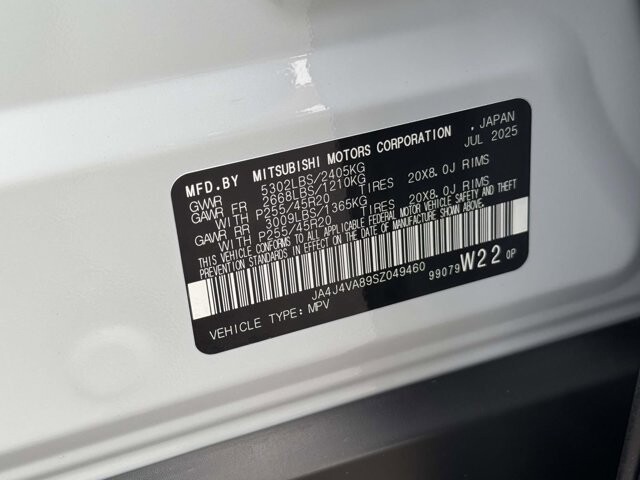 MFD.BY MITSUBISHI MOTORS CORPORATION , JAPAN
JUL 2025
GVWR 5302LBS/2405KG
GAWR FR 2668LBS/1210KG
WITH P255/45R20 TIRES 20X8.0J RIMS
GAWR RR 3009LBS/1365KG
WITH P255/45R20 TIRES 20X8.0J RIMS
THIS VEHICLE CONFORMS TO ALL APPLICABLE FEDERAL MOTOR VEHICLE SAFETY AND THEFT
PREVENTION STANDARDS IN EFFECT ON THE DATE OF MANUFACTURE SHOWN ABOVE.
JA4J4VA89SZ049460
99079 W22 0P
VEHICLE TYPE: MPV